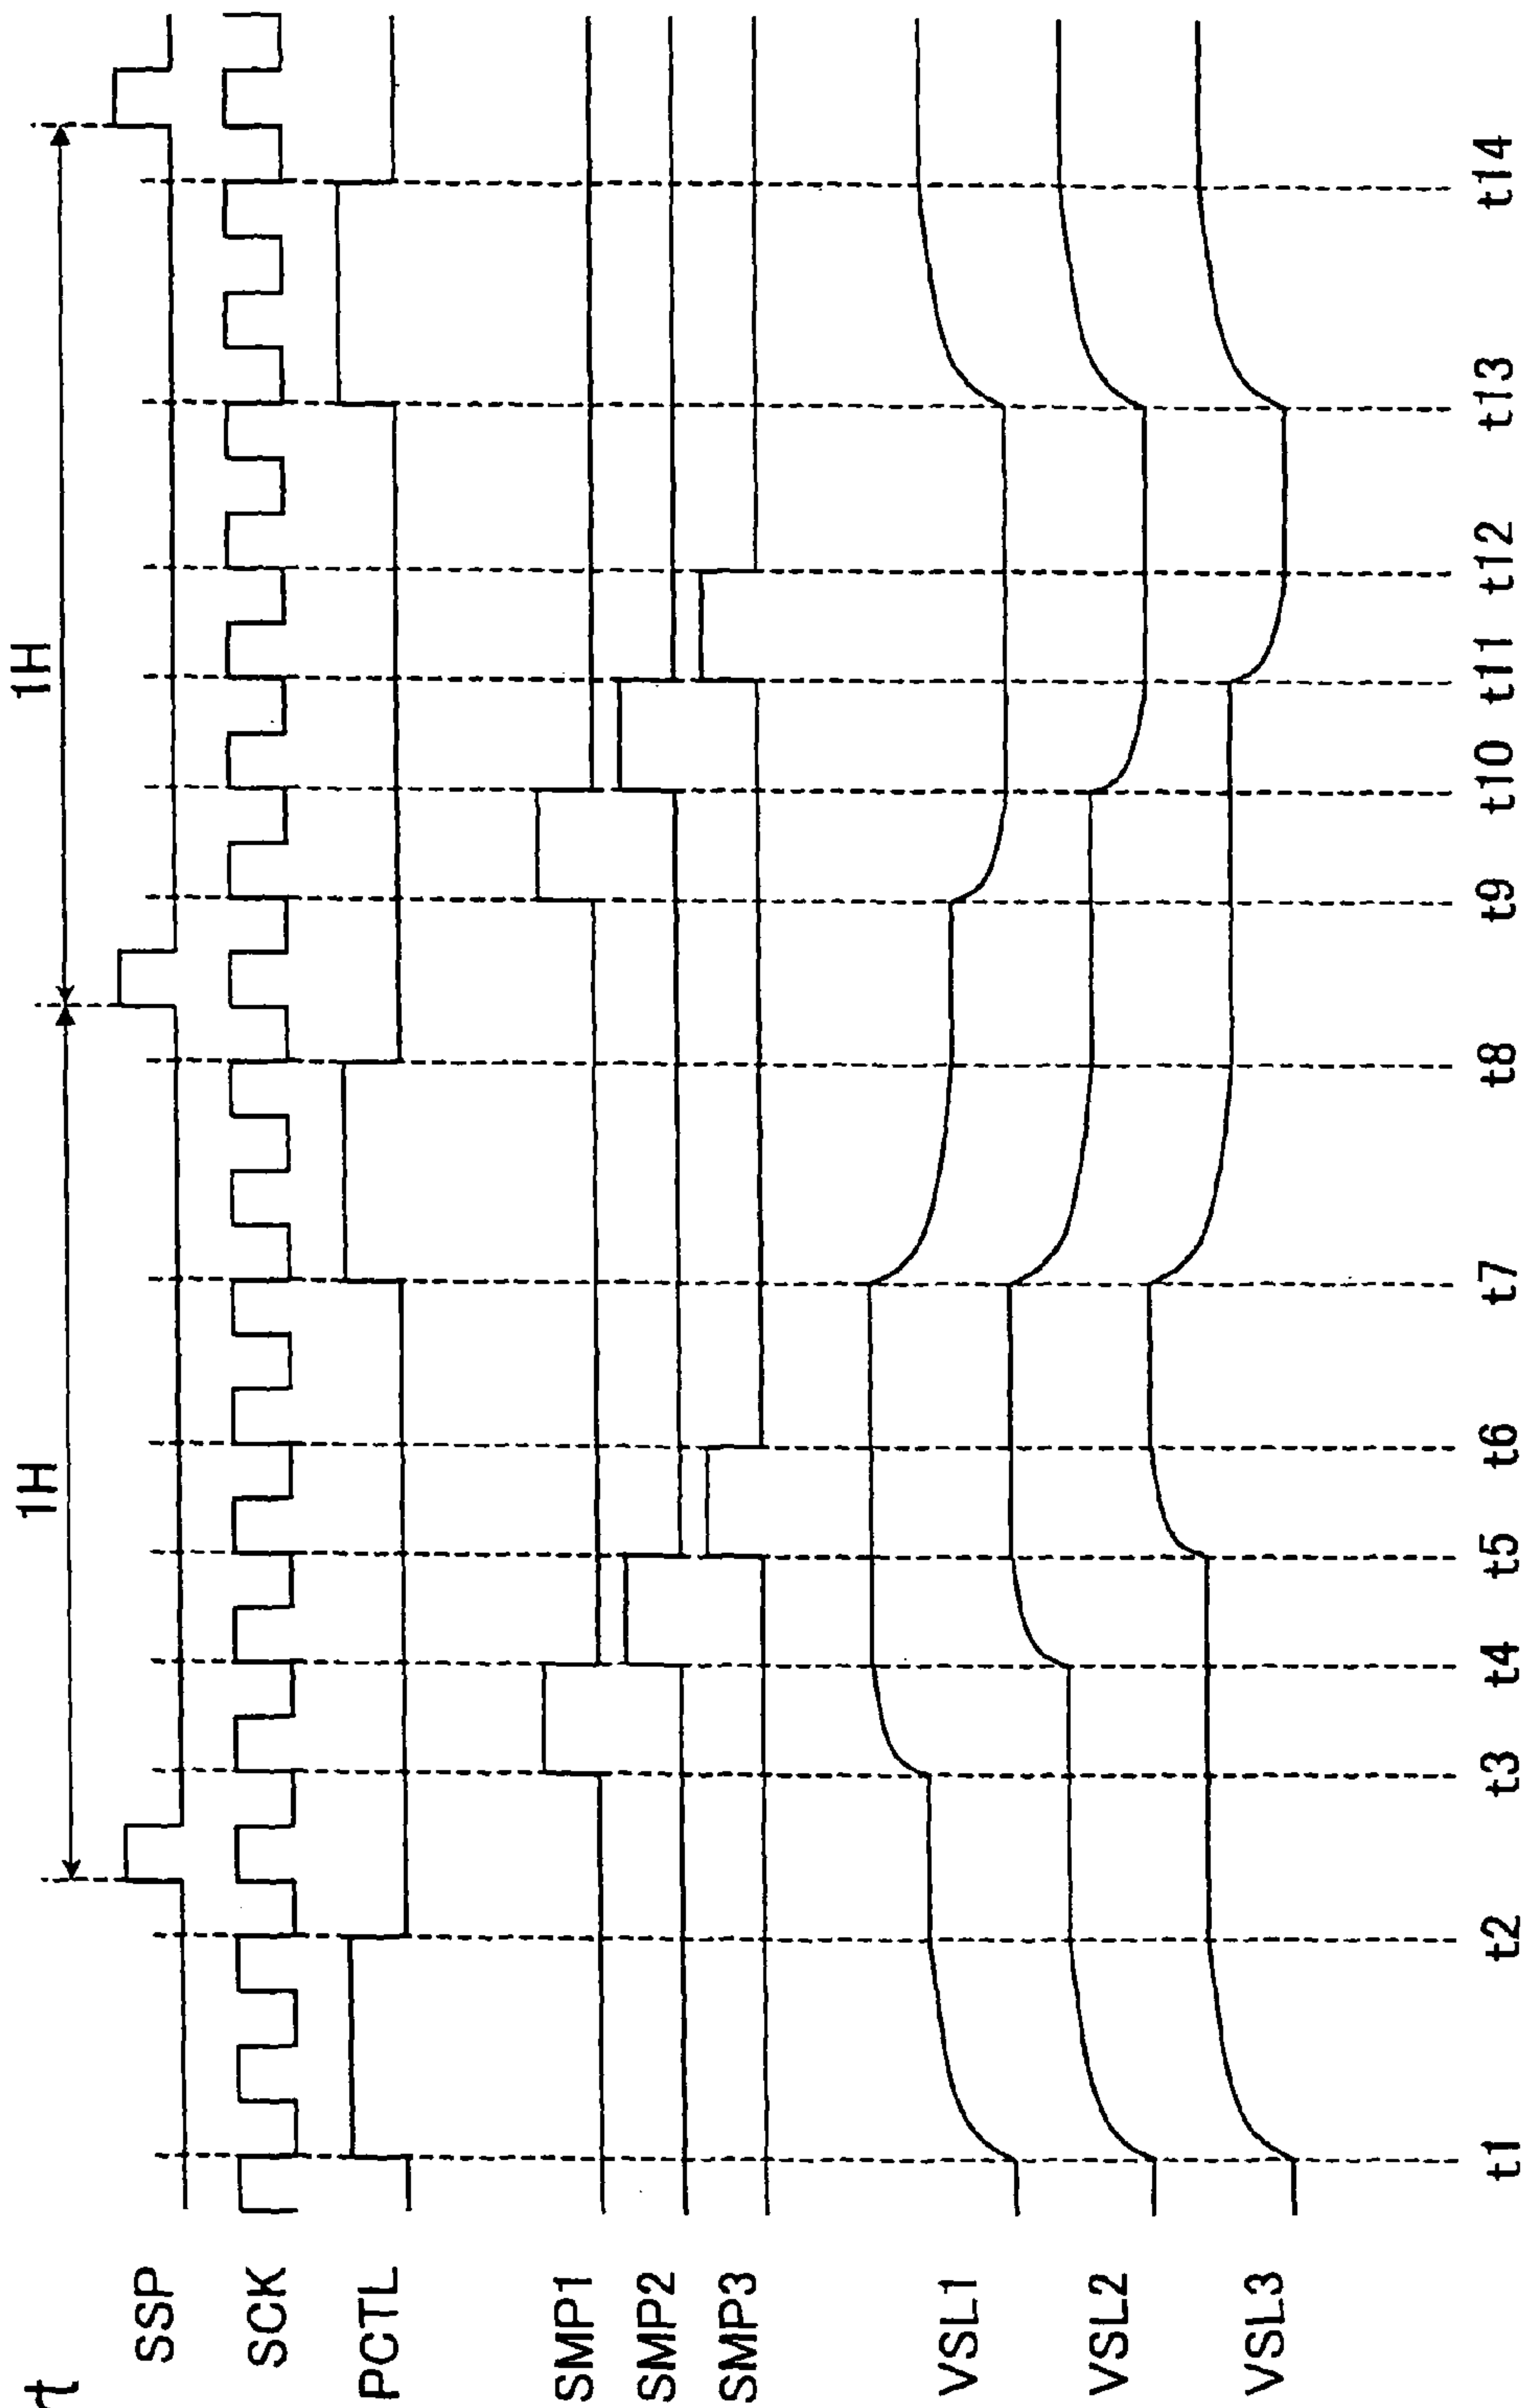 rt
1H
1H
SSP
SCK
PCTL
SMP1
SMP2
SMP3
VSL1
VSL2
VSL3
t1 t2 t3 t4 t5 t6 t7 t8 t9 t10 t11 t12 t13 t14